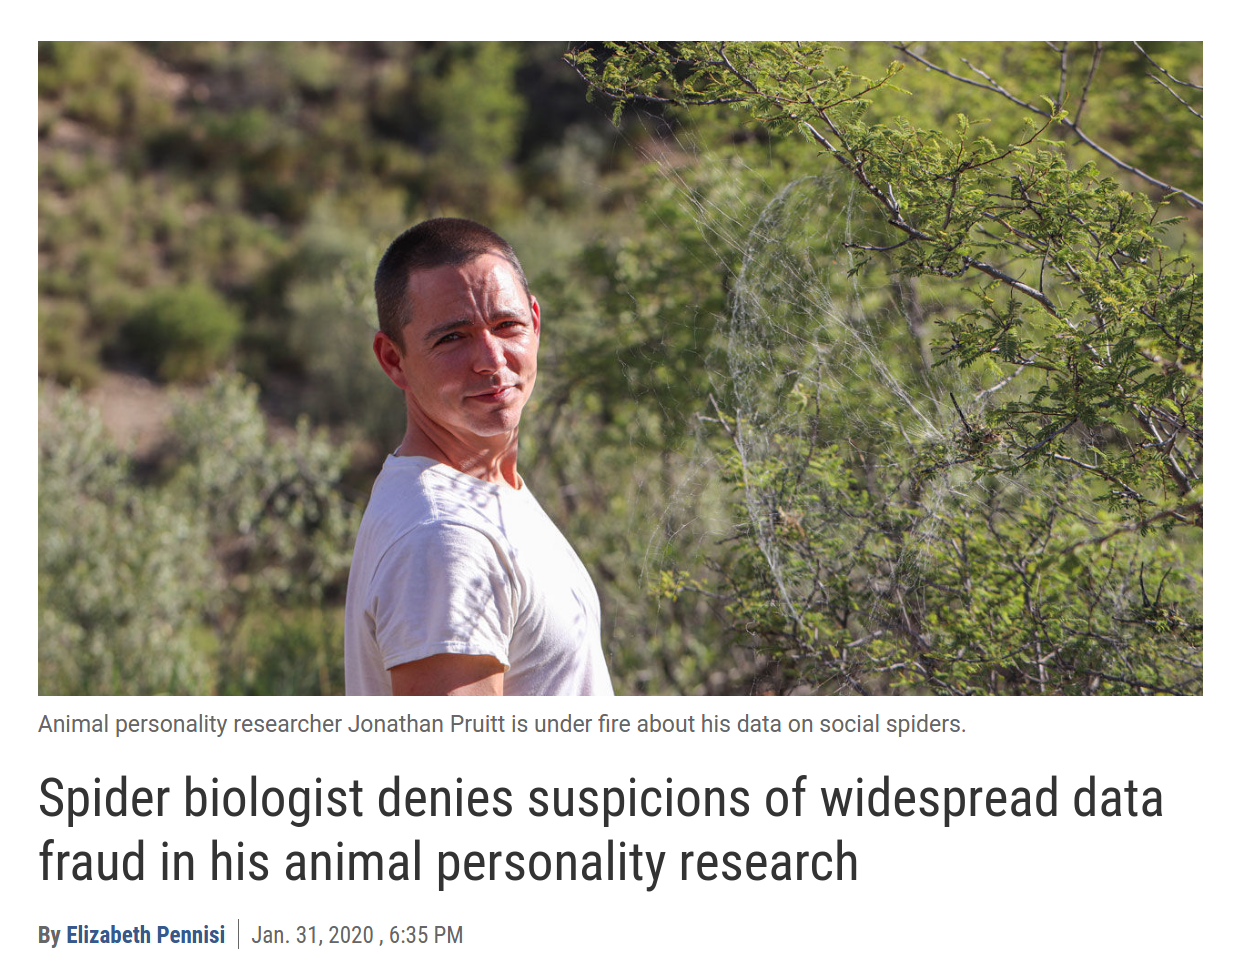 Animal personality researcher Jonathan Pruitt is under fire about his data on social spiders.
Spider biologist denies suspicions of widespread data
fraud in his animal personality research
By Elizabeth Pennisi | Jan. 31, 2020 , 6:35 PM